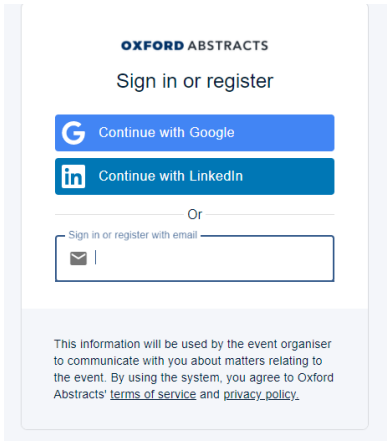 OXFORD ABSTRACTS
Sign in or register
G Continue with Google
in Continue with LinkedIn
Or
Sign in or register with email
This information will be used by the event organiser
to communicate with you about matters relating to
the event. By using the system, you agree to Oxford
Abstracts' terms of service and privacy policy.